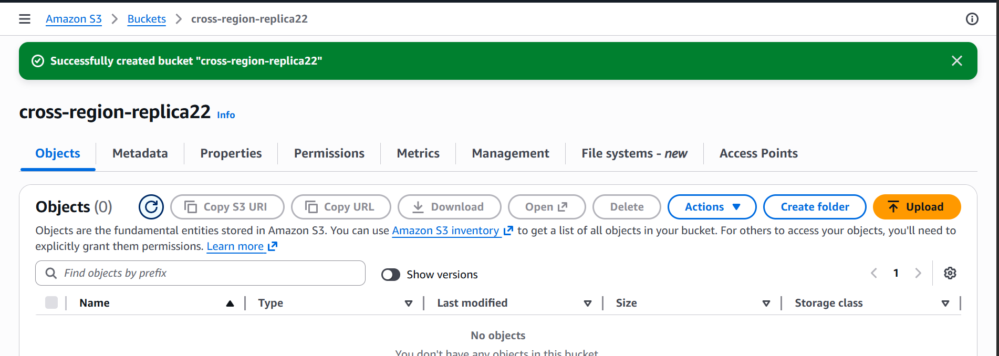 Amazon S3 > Buckets > cross-region-replica22
Successfully created bucket "cross-region-replica22"
cross-region-replica22 Info
Objects Metadata Properties Permissions Metrics Management File systems - new Access Points
Objects (0) Copy S3 URI Copy URL Download Open Delete Actions Create folder Upload
Objects are the fundamental entities stored in Amazon S3. You can use Amazon S3 inventory to get a list of all objects in your bucket. For others to access your objects, you'll need to
explicitly grant them permissions. Learn more
Find objects by prefix Show versions 1
Name Type Last modified Size Storage class
No objects
You don't have any objects in this bucket